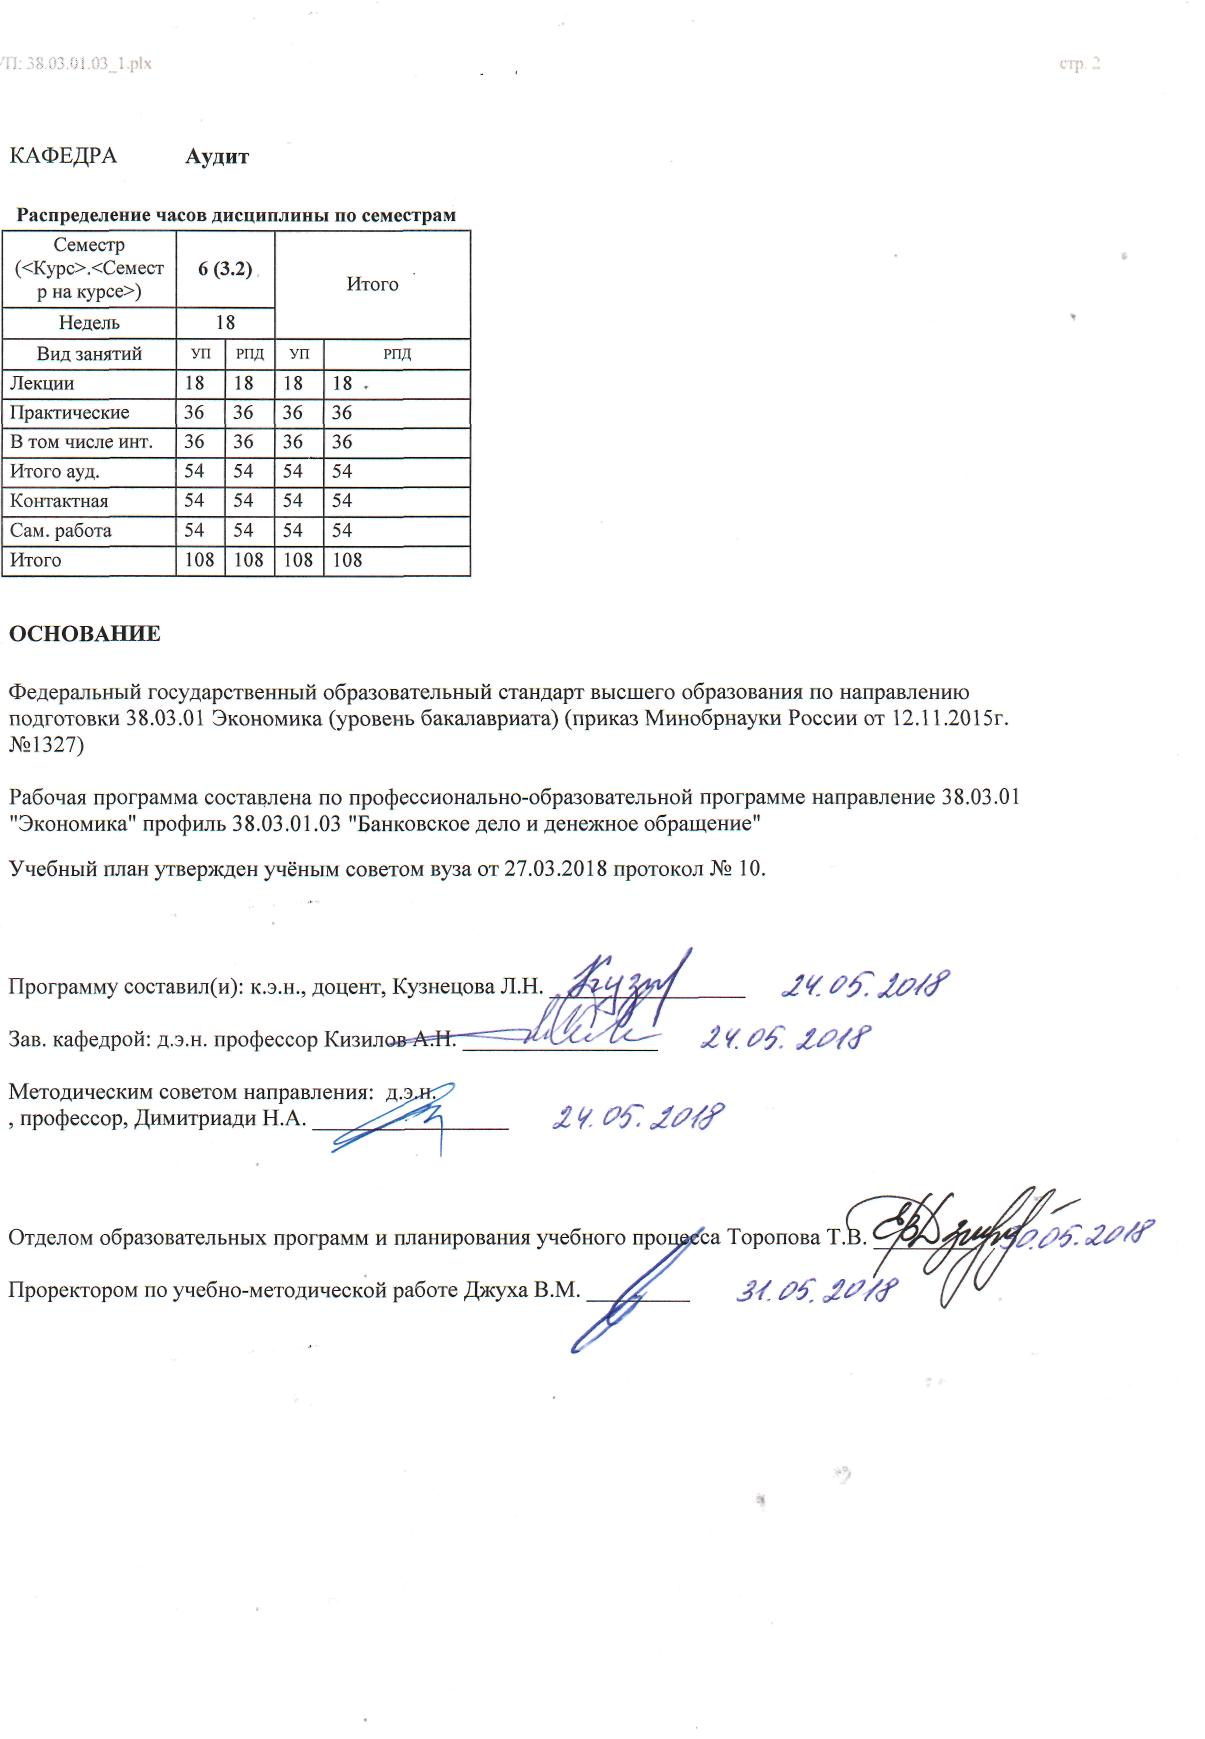 УП: 38.03.01.03_1.plx стр. 2
КАФЕДРА Аудит
Распределение часов дисциплины по семестрам
Семестр
(<Курс>.<Семест
р на курсе>)
6 (3.2)
Итого
Недель 18
Вид занятий УП РПД УП РПД
Лекции 18 18 18 18
Практические 36 36 36 36
В том числе инт. 36 36 36 36
Итого ауд. 54 54 54 54
Контактная 54 54 54 54
Сам. работа 54 54 54 54
Итого 108 108 108 108
ОСНОВАНИЕ
Федеральный государственный образовательный стандарт высшего образования по направлению
подготовки 38.03.01 Экономика (уровень бакалавриата) (приказ Минобрнауки России от 12.11.2015г.
№1327)
Рабочая программа составлена по профессионально-образовательной программе направление 38.03.01
"Экономика" профиль 38.03.01.03 "Банковское дело и денежное обращение"
Учебный план утвержден учёным советом вуза от 27.03.2018 протокол № 10.
Программу составил(и): к.э.н., доцент, Кузнецова Л.Н. 24.05.2018
Зав. кафедрой: д.э.н. профессор Кизилов А.Н. 24.05.2018
Методическим советом направления: д.э.н.
, профессор, Димитриади Н.А. 24.05.2018
Отделом образовательных программ и планирования учебного процесса Торопова Т.В. 30.05.2018
Проректором по учебно-методической работе Джуха В.М. 31.05.2018